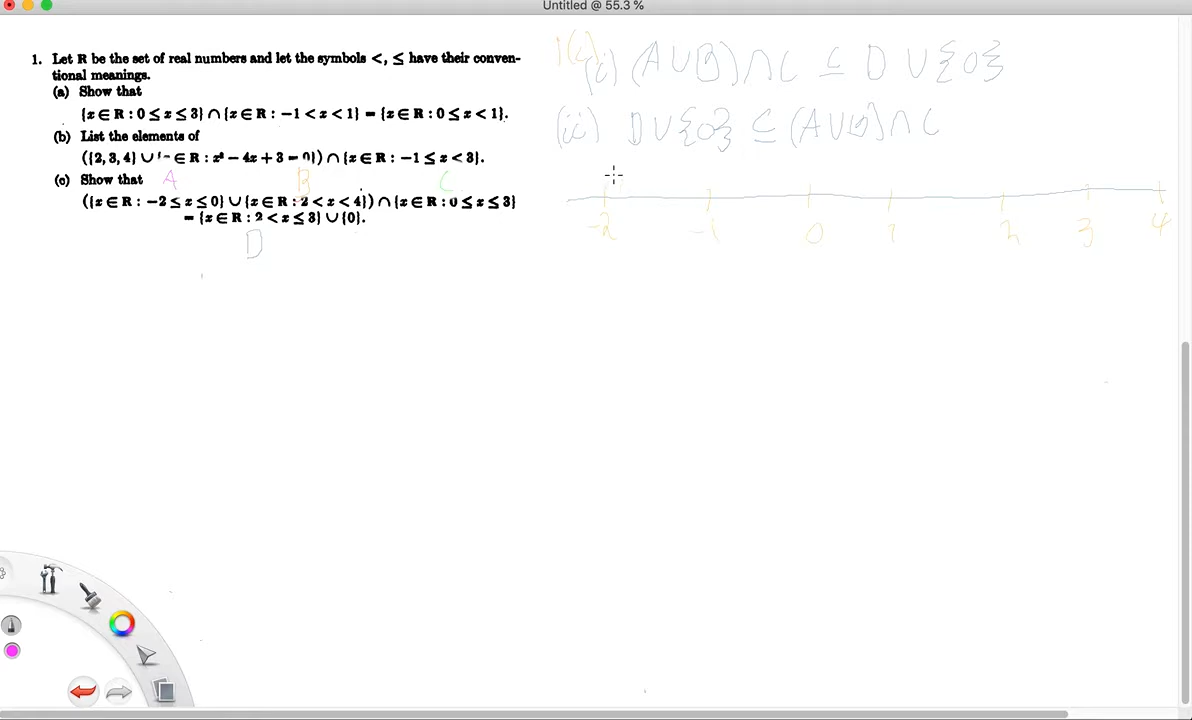 Untitled @ 55.3 %
1. Let R be the set of real numbers and let the symbols <, ≤ have their conven-
tional meanings.
(a) Show that
{x ∈ R : 0 ≤ x ≤ 3} ∩ {x ∈ R : −1 < x < 1} = {x ∈ R : 0 ≤ x < 1}.
(b) List the elements of
({2, 3, 4} ∪ {x ∈ R : x² − 4x + 3 = 0}) ∩ {x ∈ R : −1 ≤ x < 3}.
(c) Show that
A B C
({x ∈ R : −2 ≤ x ≤ 0} ∪ {x ∈ R : 2 < x < 4}) ∩ {x ∈ R : 0 ≤ x ≤ 3}
= {x ∈ R : 2 < x ≤ 3} ∪ {0}.
D
1(c)
(i) (A ∪ B) ∩ C ⊆ D ∪ {0}
(ii) D ∪ {0} ⊆ (A ∪ B) ∩ C
-2 -1 0 1 2 3 4